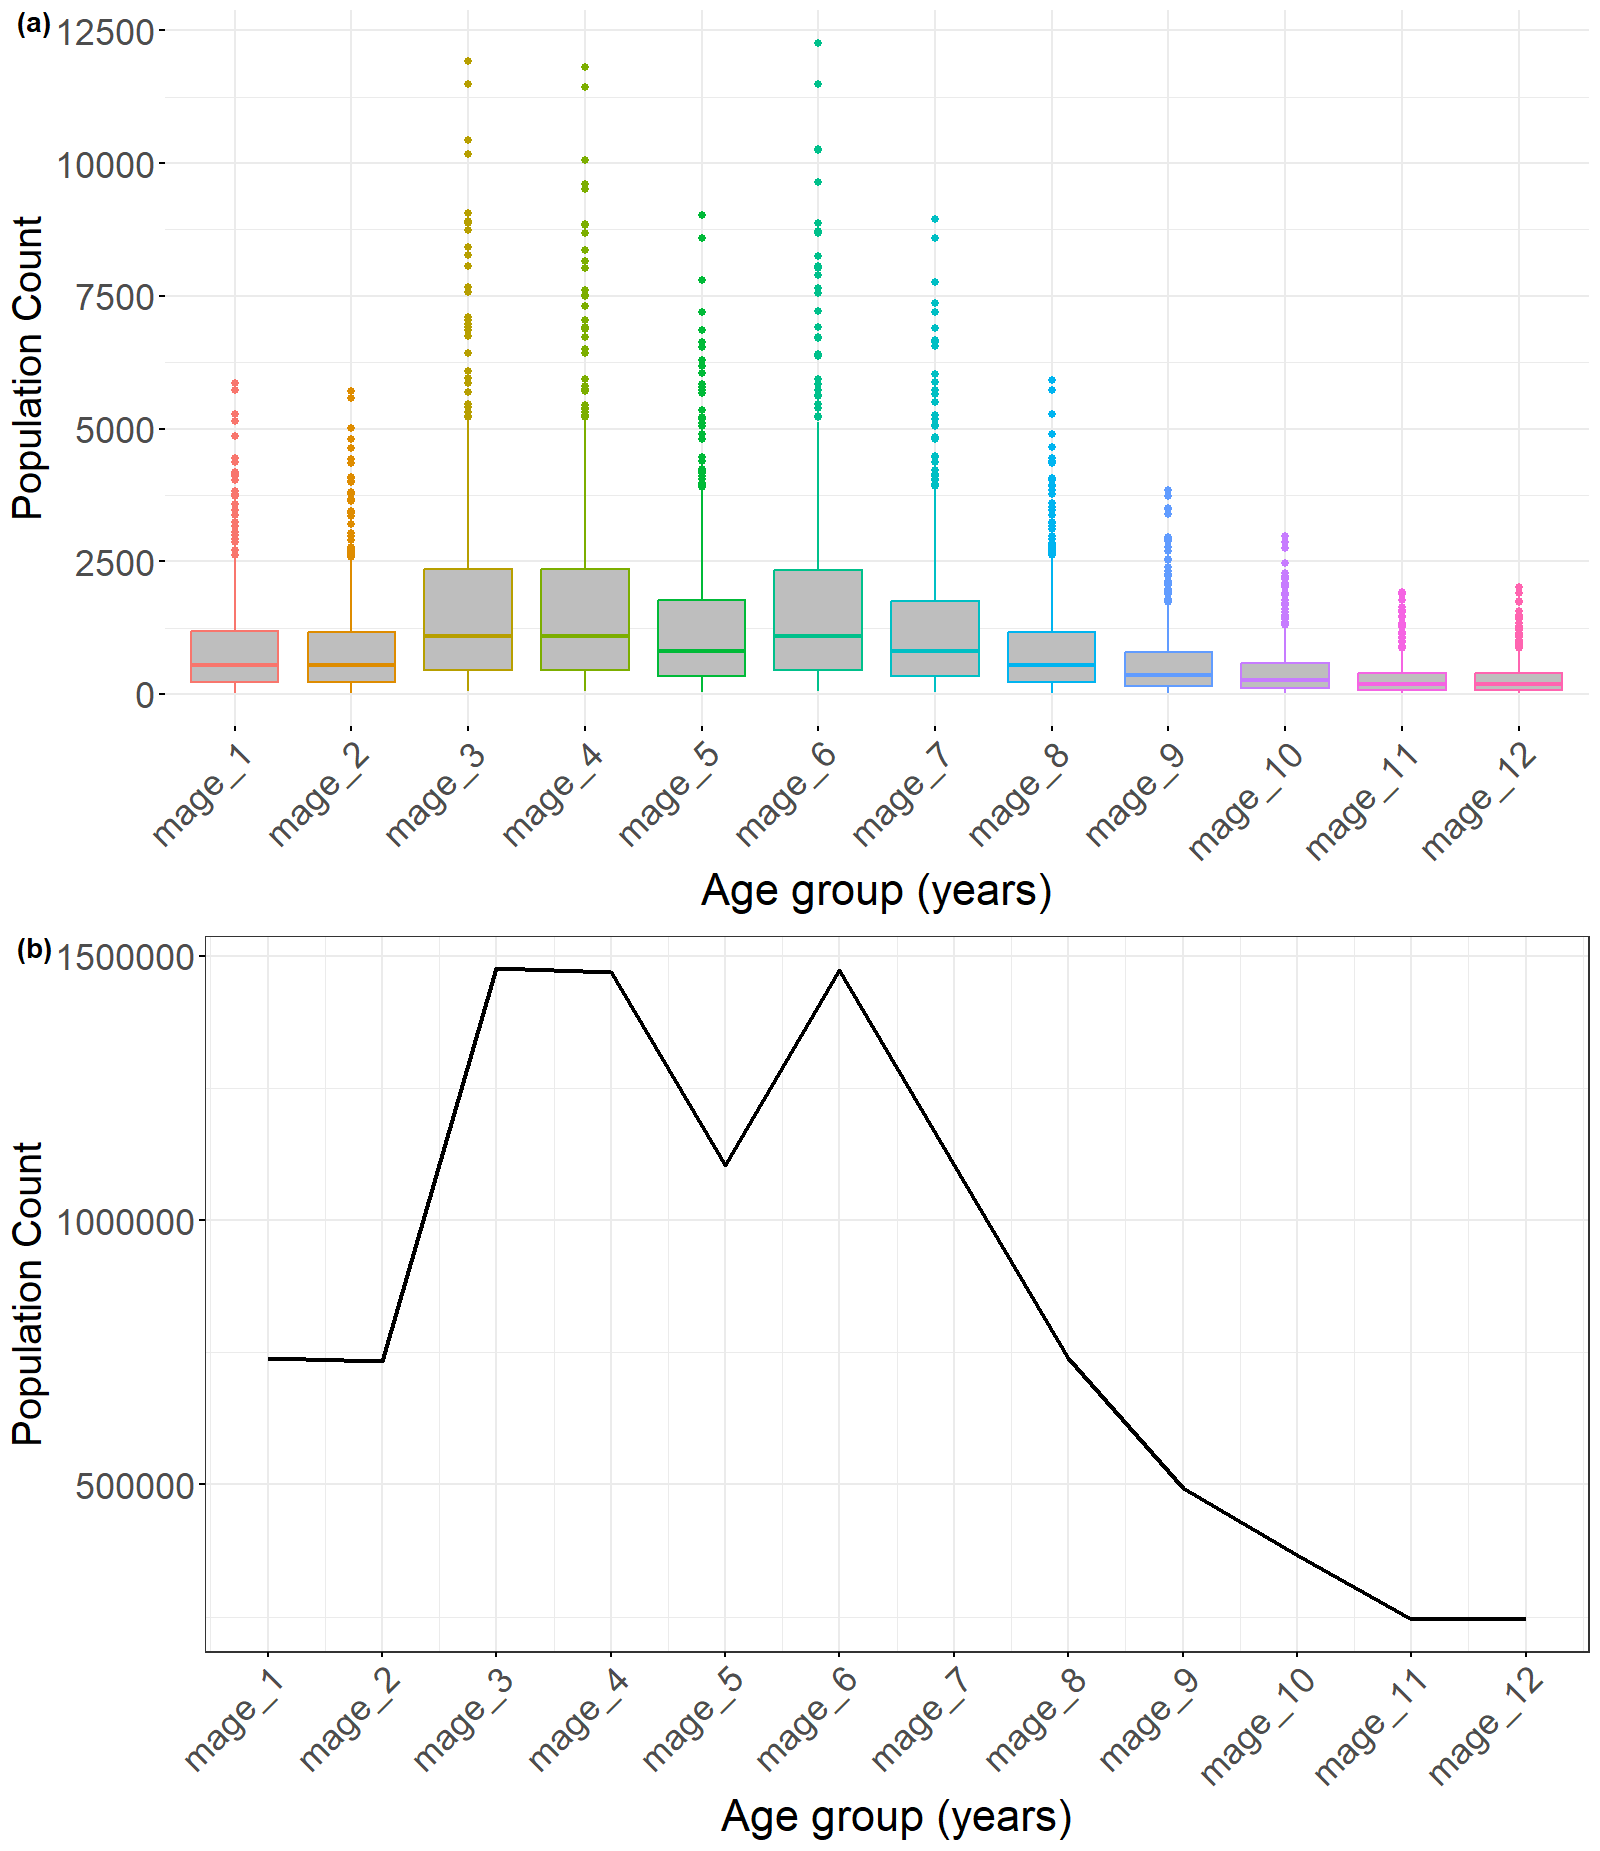 (a)
12500
10000
7500
5000
2500
0
Population Count
mage_1 mage_2 mage_3 mage_4 mage_5 mage_6 mage_7 mage_8 mage_9 mage_10 mage_11 mage_12
Age group (years)
(b)
1500000
1000000
500000
Population Count
mage_1 mage_2 mage_3 mage_4 mage_5 mage_6 mage_7 mage_8 mage_9 mage_10 mage_11 mage_12
Age group (years)